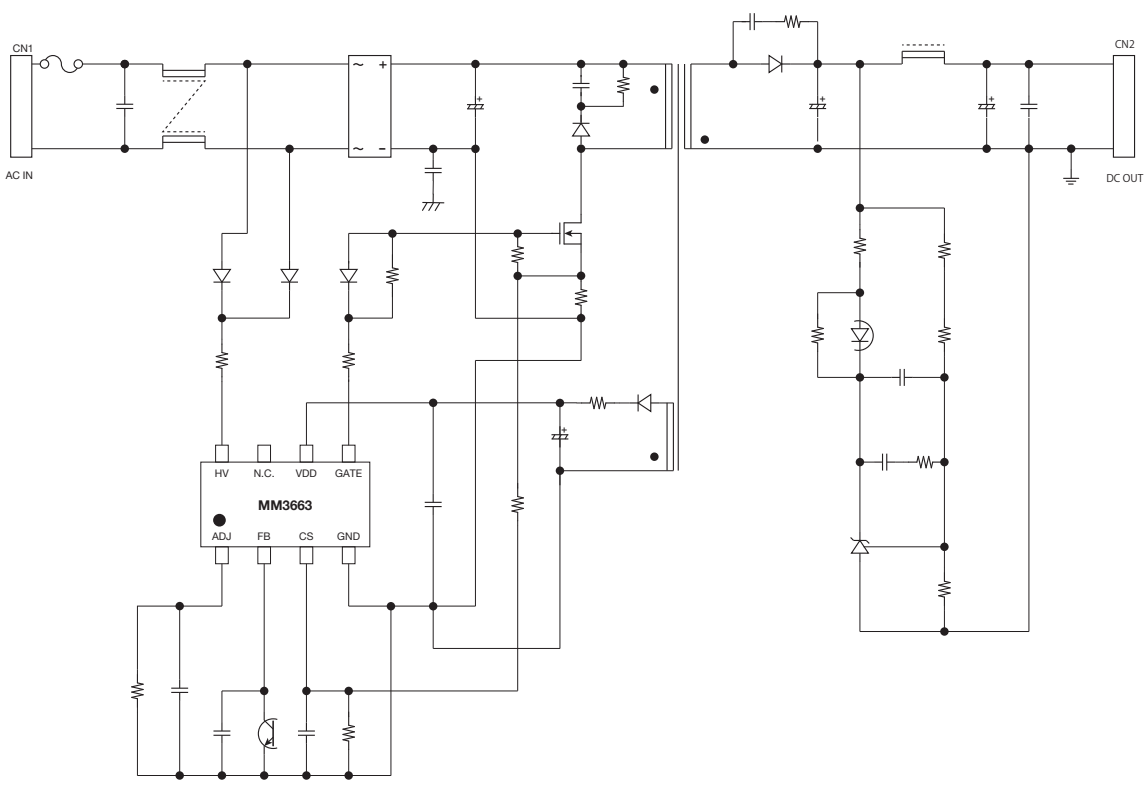 CN1
CN2
~ +
+
+
+
+
~ −
AC IN
DC OUT
+
HV N.C. VDD GATE
MM3663
ADJ FB CS GND